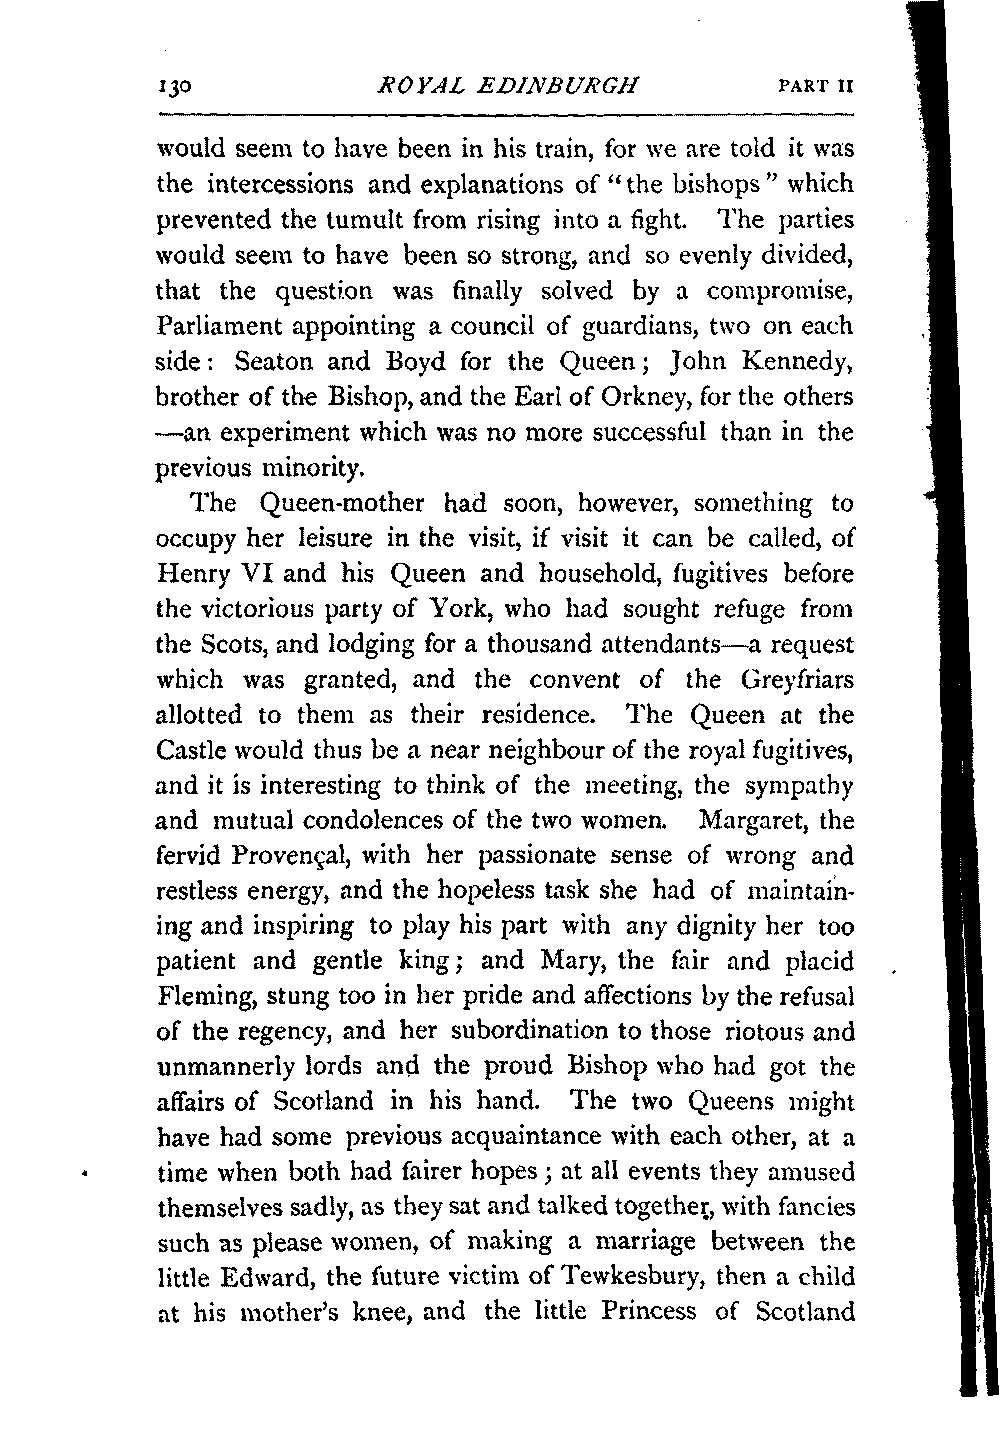 130 ROYAL EDINBURGH PART II
would seem to have been in his train, for we are told it was
the intercessions and explanations of “the bishops” which
prevented the tumult from rising into a fight. The parties
would seem to have been so strong, and so evenly divided,
that the question was finally solved by a compromise,
Parliament appointing a council of guardians, two on each
side: Seaton and Boyd for the Queen; John Kennedy,
brother of the Bishop, and the Earl of Orkney, for the others
—an experiment which was no more successful than in the
previous minority.
The Queen-mother had soon, however, something to
occupy her leisure in the visit, if visit it can be called, of
Henry VI and his Queen and household, fugitives before
the victorious party of York, who had sought refuge from
the Scots, and lodging for a thousand attendants—a request
which was granted, and the convent of the Greyfriars
allotted to them as their residence. The Queen at the
Castle would thus be a near neighbour of the royal fugitives,
and it is interesting to think of the meeting, the sympathy
and mutual condolences of the two women. Margaret, the
fervid Provençal, with her passionate sense of wrong and
restless energy, and the hopeless task she had of maintain-
ing and inspiring to play his part with any dignity her too
patient and gentle king; and Mary, the fair and placid
Fleming, stung too in her pride and affections by the refusal
of the regency, and her subordination to those riotous and
unmannerly lords and the proud Bishop who had got the
affairs of Scotland in his hand. The two Queens might
have had some previous acquaintance with each other, at a
time when both had fairer hopes; at all events they amused
themselves sadly, as they sat and talked together, with fancies
such as please women, of making a marriage between the
little Edward, the future victim of Tewkesbury, then a child
at his mother’s knee, and the little Princess of Scotland